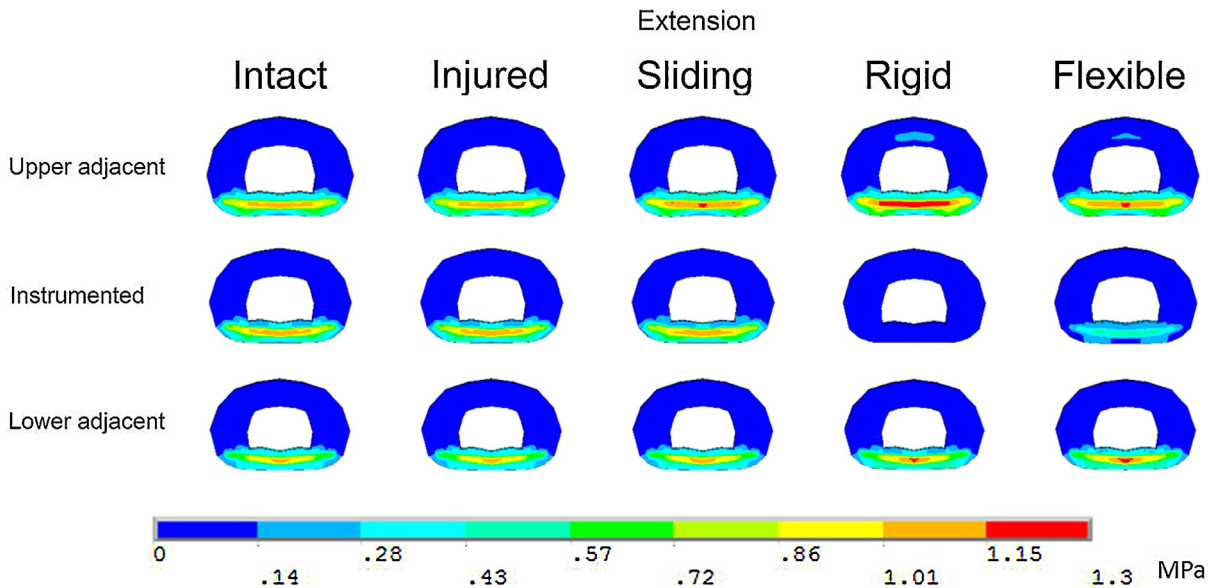 Extension
Intact Injured Sliding Rigid Flexible
Upper adjacent
Instrumented
Lower adjacent
0 .28 .57 .86 1.15
.14 .43 .72 1.01 1.3 MPa